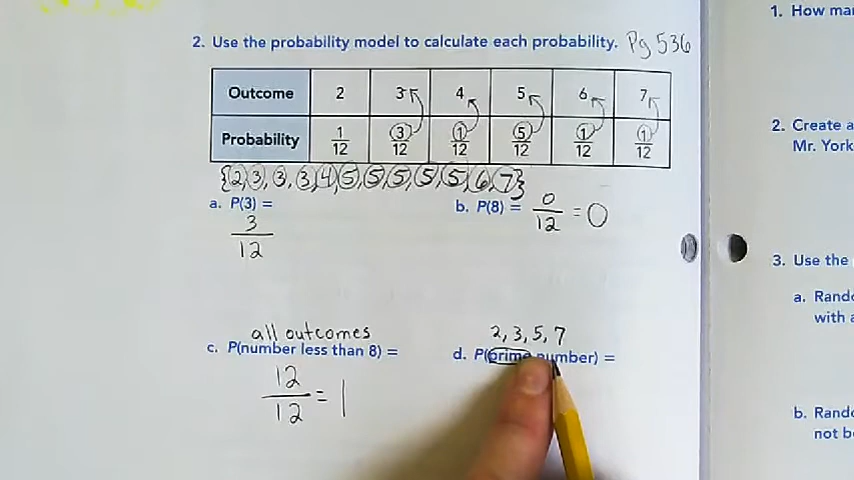 2. Use the probability model to calculate each probability. Pg 536
Outcome 2 3 4 5 6 7
Probability 1/12 3/12 1/12 5/12 1/12 1/12
{2,3,3,3,4,5,5,5,5,5,6,7}
a. P(3) =
3/12
b. P(8) = 0/12 = 0
all outcomes
c. P(number less than 8) =
12/12 = 1
2, 3, 5, 7
d. P(prime number) =
1. How
2. Create a
Mr. York
3. Use the
a.
with
b.
not